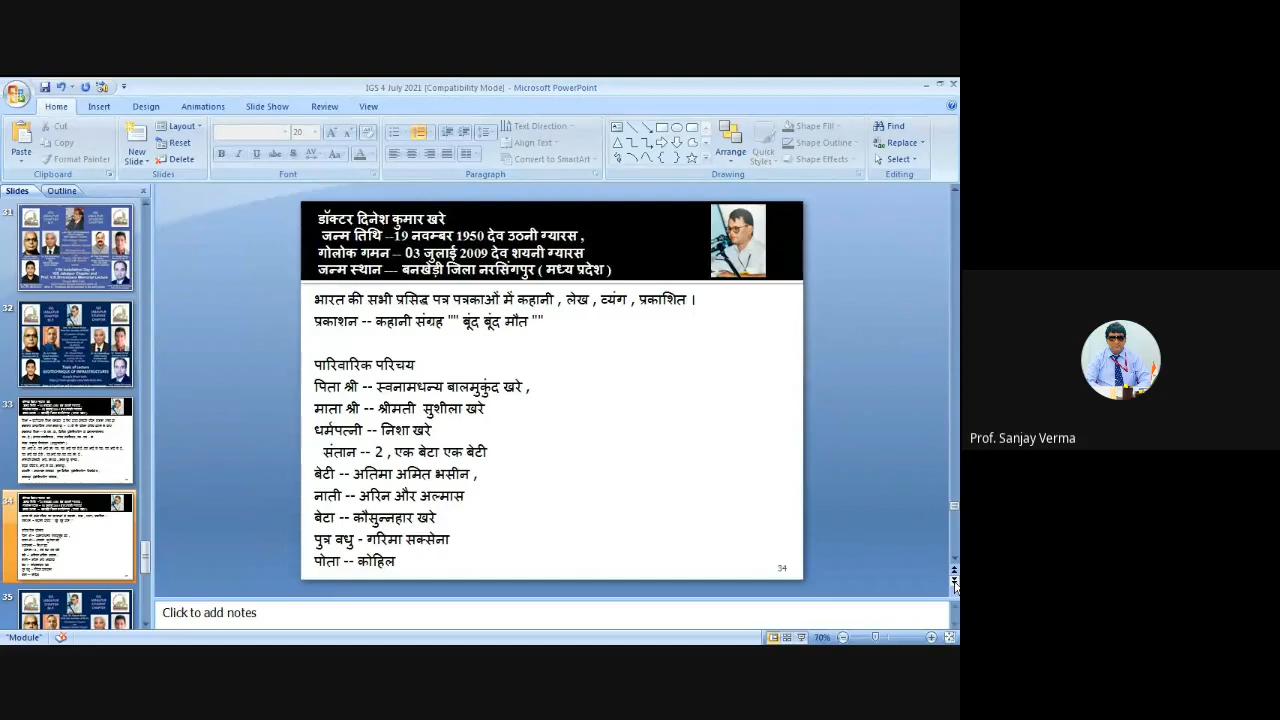 IGS 4 July 2021 [Compatibility Mode] - Microsoft PowerPoint
Home Insert Design Animations Slide Show Review View
Paste Cut Copy Format Painter
Clipboard
New Slide Layout Reset Delete
Slides
20
Font
Text Direction Align Text Convert to SmartArt
Paragraph
Arrange Quick Styles Shape Fill Shape Outline Shape Effects
Drawing
Find Replace Select
Editing
Slides Outline
31
32
33
34
35
डॉक्टर दिनेश कुमार खरे
जन्म तिथि --19 नवम्बर 1950 देवउठनी ग्यारस ,
गोलोक गमन -- 03 जुलाई 2009 देवशयनी ग्यारस
जन्म स्थान --- बनखेड़ी जिला होशंगाबाद ( मध्य प्रदेश )
भारत की सभी प्रसिद्ध पत्र पत्रकाओं में कहानी , लेख , व्यंग , प्रकाशित ।
प्रकाशन -- कहानी संग्रह "" बूंद बूंद मौत ""
पारिवारिक परिचय
पिता श्री -- स्वनामधन्य बालमुकुंद खरे ,
माता श्री -- श्रीमती सुशीला खरे
धर्मपत्नी -- निशा खरे
संतान -- 2 , एक बेटा एक बेटी
बेटी -- अतिमा अमित भसीन ,
नाती -- अरिन और अल्मास
बेटा -- कौसुन्नहार खरे
पुत्र वधु - गरिमा सक्सेना
पोता -- कोहिल
34
Click to add notes
"Module"
70%
Prof. Sanjay Verma